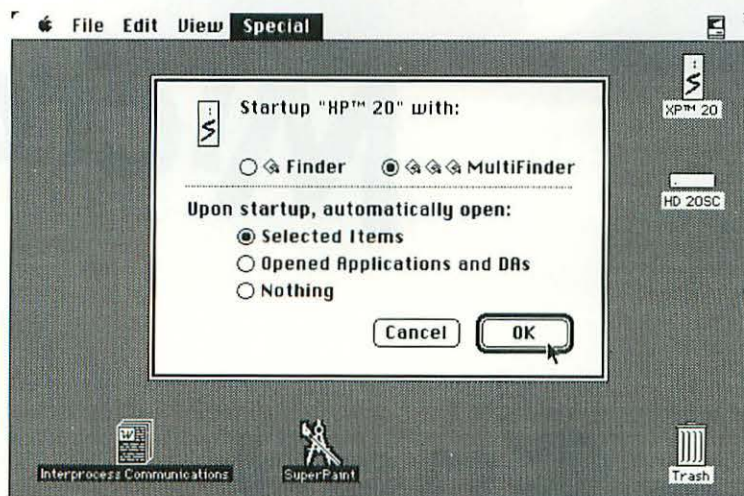 File Edit View Special
Startup "XP™ 20" with:
Finder MultiFinder
Upon startup, automatically open:
Selected Items
Opened Applications and DAs
Nothing
Cancel OK
XP™ 20
HD 20SC
Interprocess Communications
SuperPaint
Trash